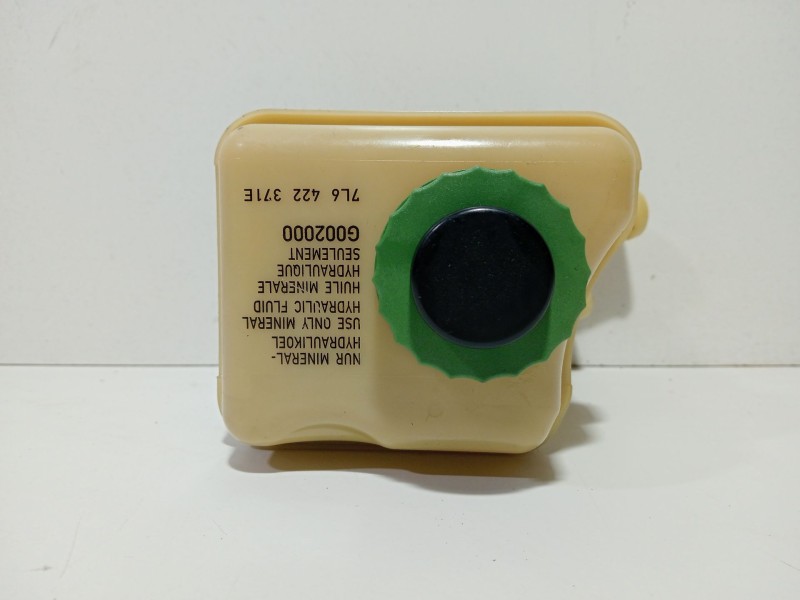 NUR MINERAL-
HYDRAULIKOEL
USE ONLY MINERAL
HYDRAULIC FLUID
HUILE MINERALE
HYDRAULIQUE
SEULEMENT
G002000
7L6 422 371E